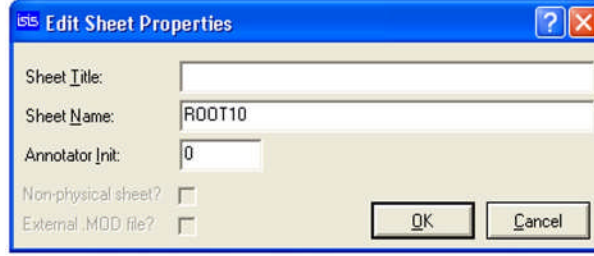 isis Edit Sheet Properties ?
Sheet Title:
Sheet Name: ROOT10
Annotator Init: 0
Non-physical sheet?
External .MOD file?
OK Cancel